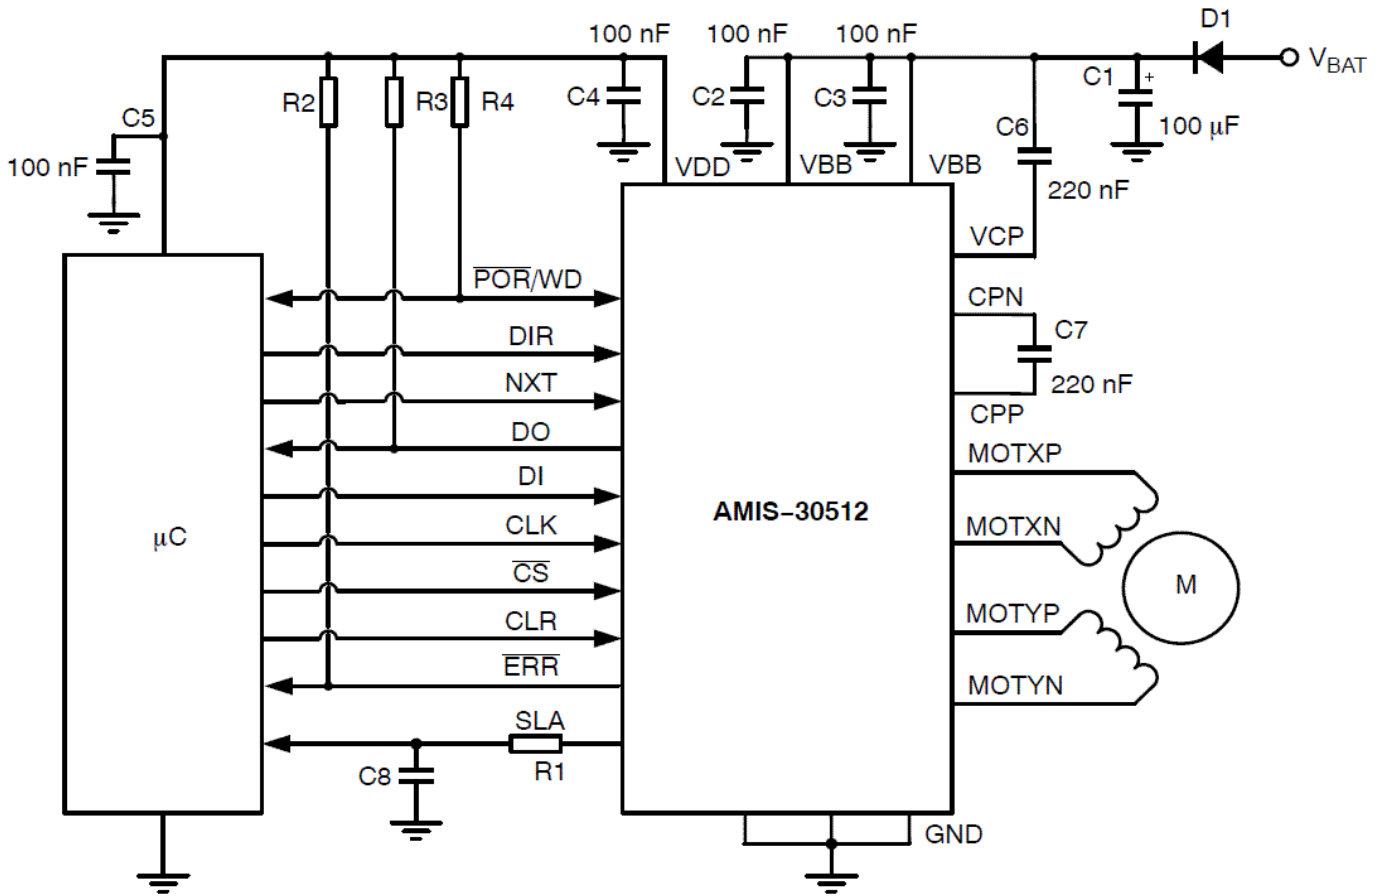 D1
100 nF 100 nF 100 nF
VBAT
R2 R3 R4 C4 C2 C3 C1 +
100 µF
C5 C6
100 nF
VDD VBB VBB
220 nF
VCP
POR/WD
CPN
DIR
C7
NXT
220 nF
CPP
DO
MOTXP
DI
AMIS-30512
CLK
MOTXN
µC
CS
M
CLR
MOTYP
ERR
MOTYN
SLA
C8 R1
GND